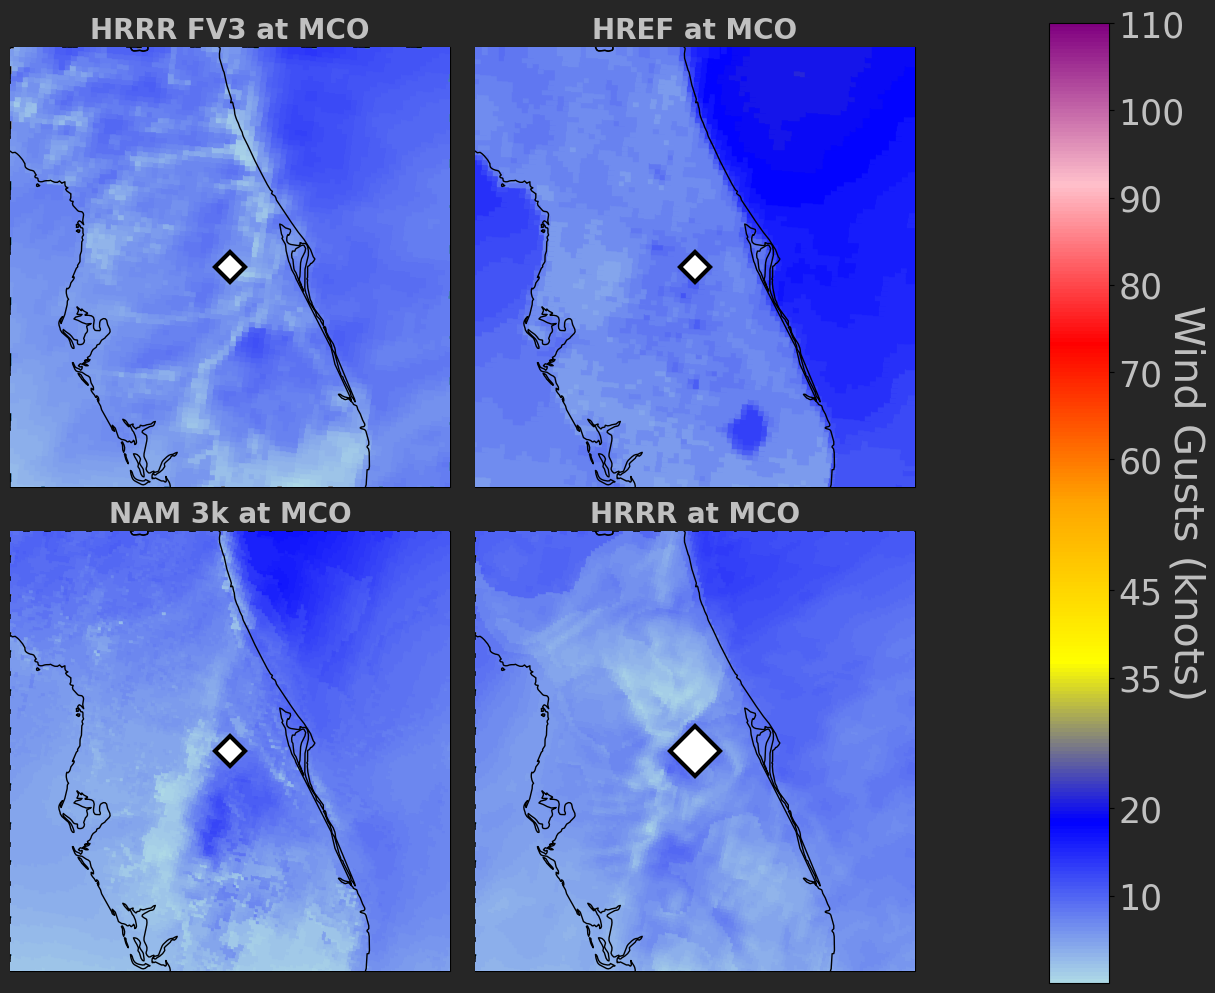 HRRR FV3 at MCO
HREF at MCO
NAM 3k at MCO
HRRR at MCO
110
100
90
80
70
60
45
35
20
10
Wind Gusts (knots)